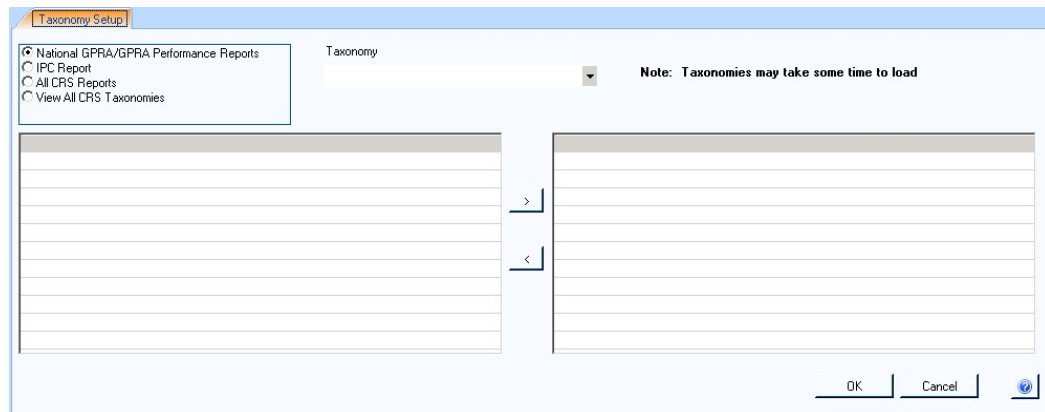 Taxonomy Setup
National GPRA/GPRA Performance Reports
IPC Report
All CRS Reports
View All CRS Taxonomies
Taxonomy
Note: Taxonomies may take some time to load
>
<
OK
Cancel
?